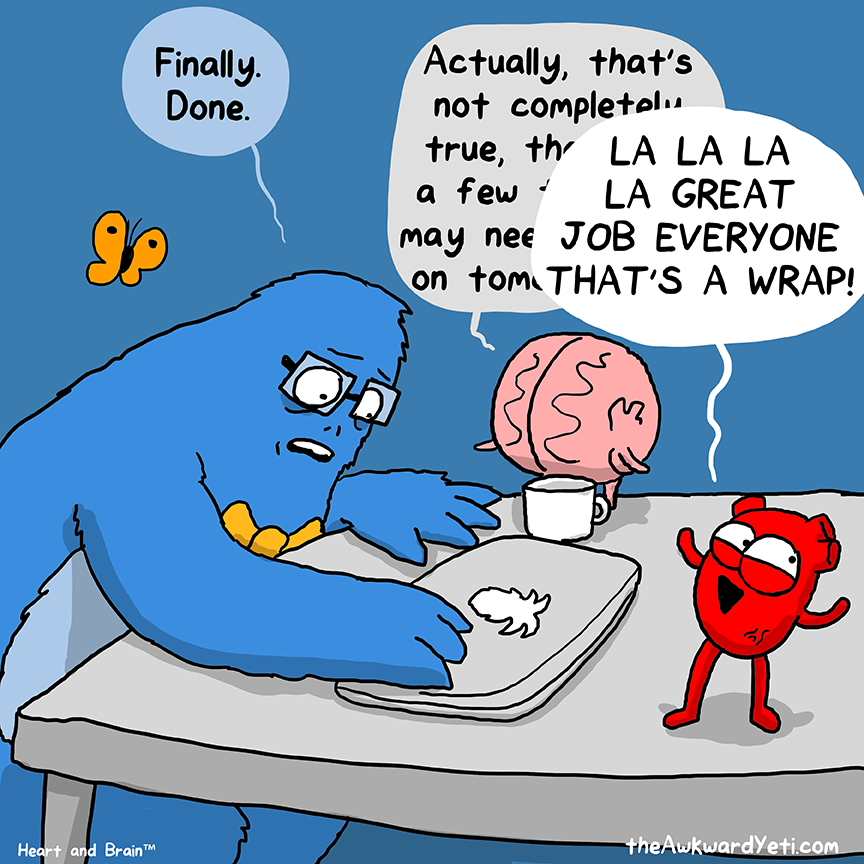 Finally.
Done.
Actually, that's
not completely
true,
a few
may
on
LA LA LA
LA GREAT
JOB EVERYONE
THAT'S A WRAP!
Heart and Brain™
theAwkwardYeti.com